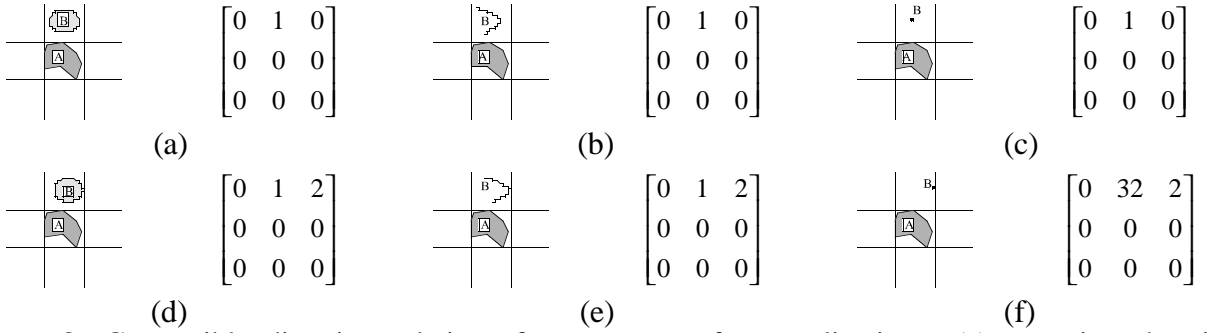 B 0 1 0 B 0 1 0 B 0 1 0
A 0 0 0 A 0 0 0 A 0 0 0
0 0 0 0 0 0 0 0 0
(a) (b) (c)
B 0 1 2 B 0 1 2 B 0 32 2
A 0 0 0 A 0 0 0 A 0 0 0
0 0 0 0 0 0 0 0 0
(d) (e) (f)